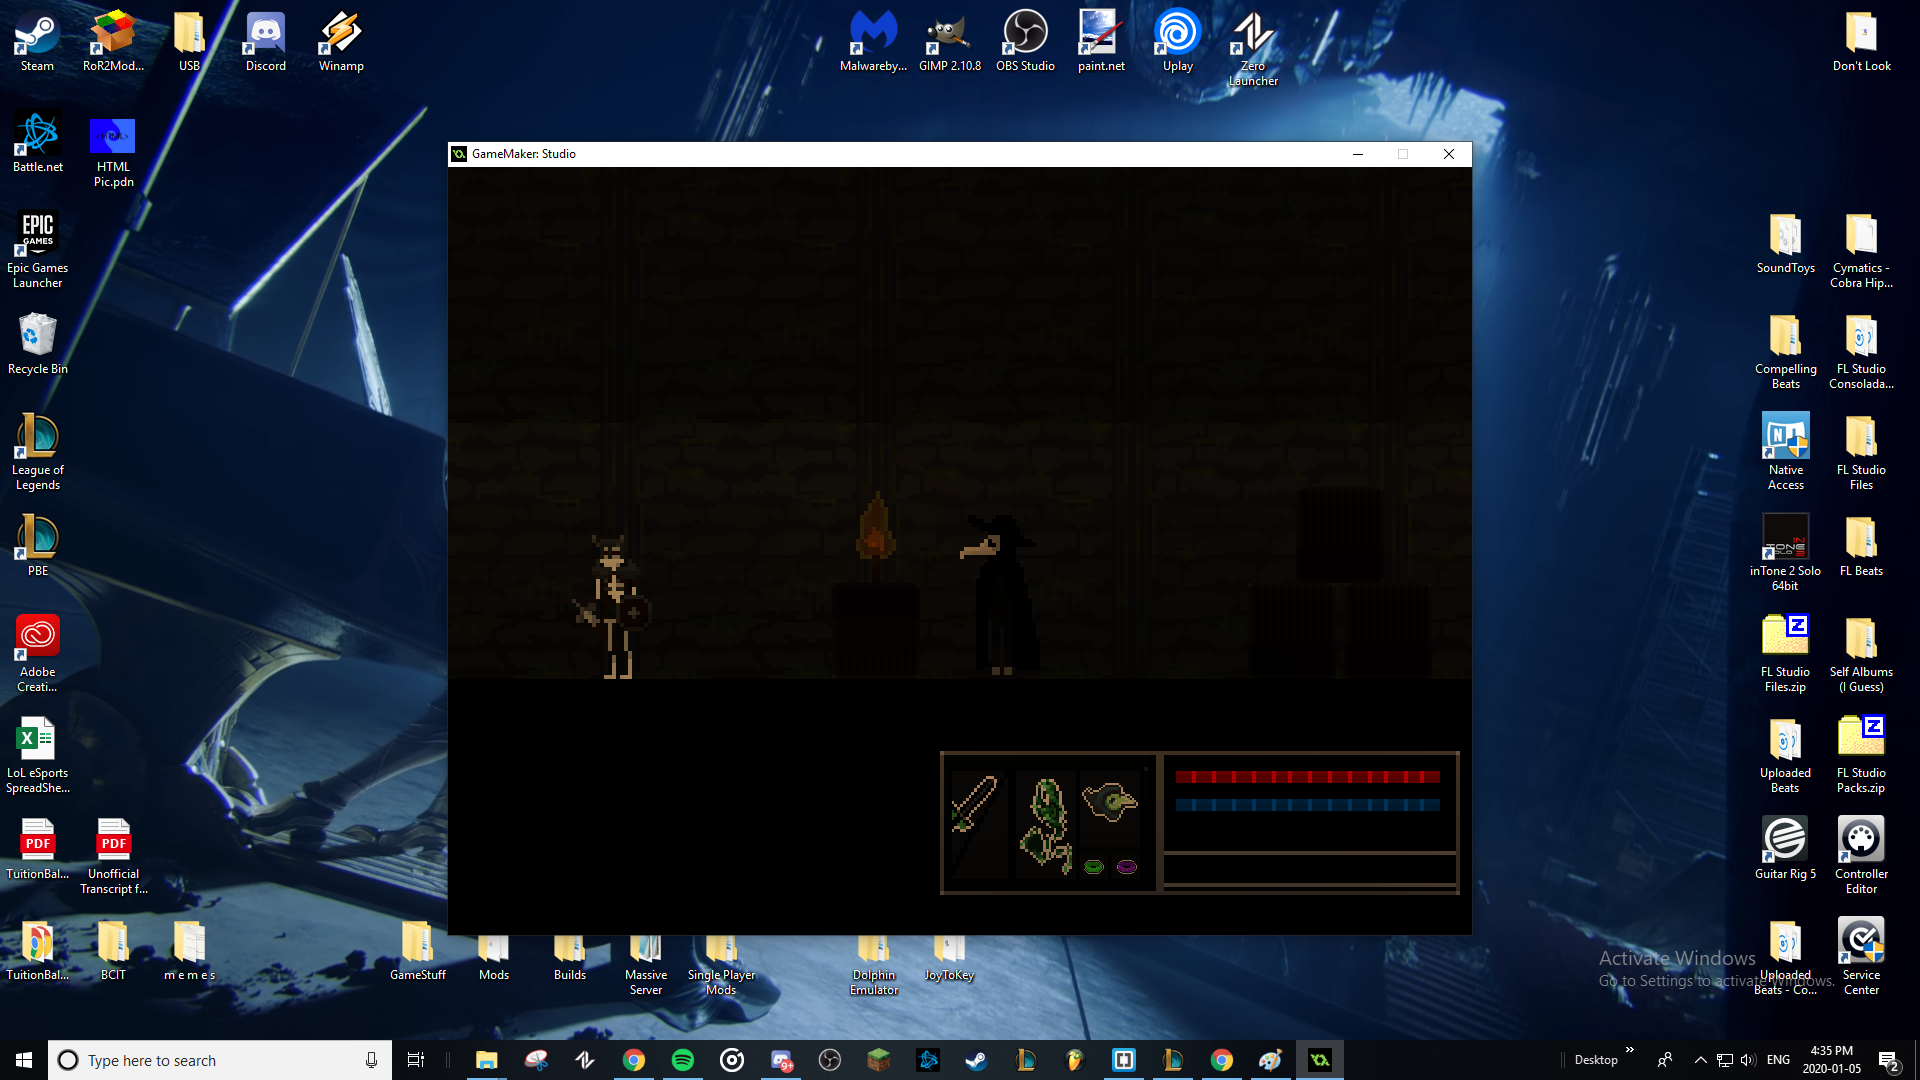 Steam
RoR2Mod...
USB
Discord
Winamp
Malwareby...
GIMP 2.10.8
OBS Studio
paint.net
Uplay
Zero
Launcher
Don't Look
Battle.net
HTML
Pic.pdn
GameMaker: Studio
EPIC
GAMES
Epic Games
Launcher
SoundToys
Cymatics -
Cobra Hip...
Recycle Bin
Compelling
Beats
FL Studio
Consolada...
League of
Legends
Native
Access
FL Studio
Files
PBE
inTone 2 Solo
64bit
FL Beats
Adobe
Creati...
FL Studio
Files.zip
Self Albums
(I Guess)
LoL eSports
SpreadShe...
Uploaded
Beats
FL Studio
Packs.zip
PDF
PDF
TuitionBal...
Unofficial
Transcript f...
Guitar Rig 5
Controller
Editor
TuitionBal...
BCIT
m e m e s
GameStuff
Mods
Builds
Massive
Server
Single Player
Mods
Dolphin
Emulator
JoyToKey
Uploaded
Beats - Co...
Service
Center
Activate Windows
Go to Settings to activate Windows.
Type here to search
9+
Desktop
ENG
4:35 PM
2020-01-05
2